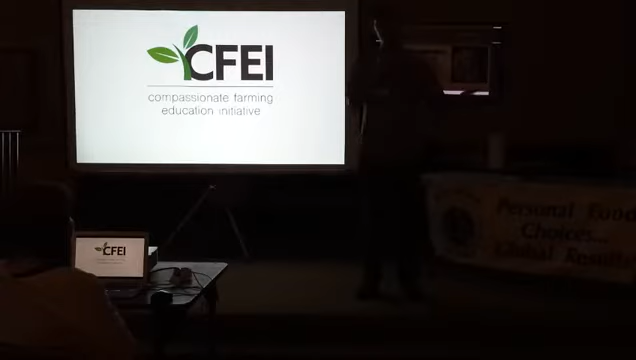 CFEI
compassionate farming
education initiative
CFEI
Personal Food
Choices...
Global Results